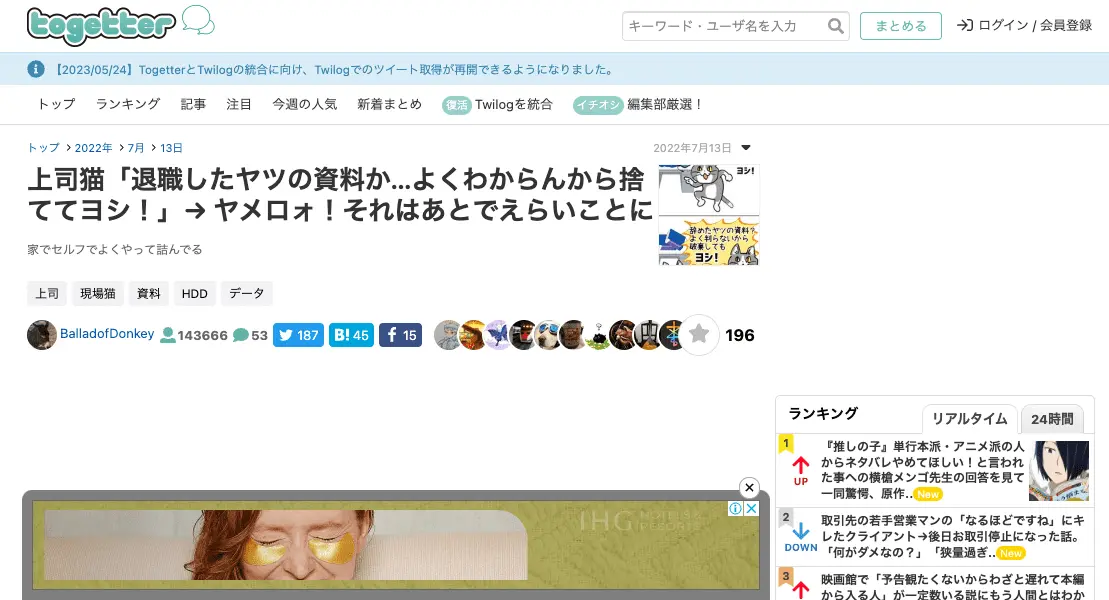 togetter
キーワード・ユーザ名を入力
まとめる
ログイン / 会員登録
【2023/05/24】TogetterとTwilogの統合に向け、Twilogでのツイート取得が再開できるようになりました。
トップ ランキング 記事 注目 今週の人気 新着まとめ 復活 Twilogを統合 イチオシ 編集部厳選！
トップ 2022年 7月 13日
2022年7月13日
上司猫「退職したヤツの資料か...よくわからんから捨
ててヨシ！」→ ヤメロォ！それはあとでえらいことに
ヨシ!
辞めたヤツの資料?
よく判らないから
破棄しても
ヨシ!
家でセルフでよくやって詰んでる
上司 現場猫 資料 HDD データ
BalladofDonkey 143666 53 187 B! 45 15 196
ランキング
リアルタイム
24時間
1
UP
『推しの子』単行本派・アニメ派の人
からネタバレやめてほしい！と言われ
た事への横槍メンゴ先生の回答を見て
一同驚愕、原作.. New
2
DOWN
取引先の若手営業マンの「なるほどですね」にキ
レたクライアント→後日お取引停止になった話。
「何がダメなの？」「狭量過ぎ.. New
3
映画館で「予告観たくないからわざと遅れて本編
から入る人」が一定数いる説にもう人間とはわか
IHG HOTELS &
RESORTS